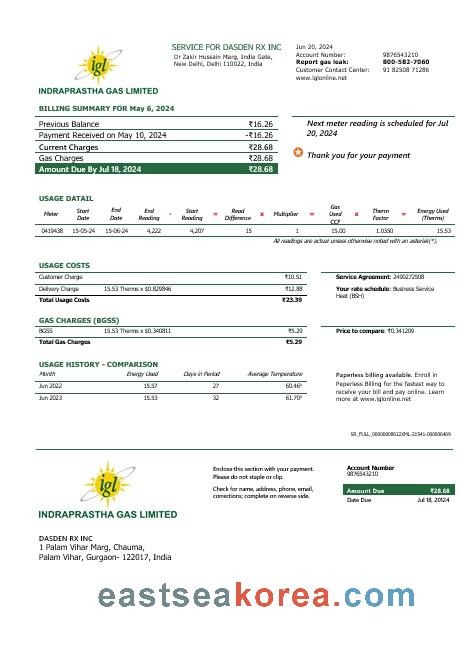 igl
INDRAPRASTHA GAS LIMITED
SERVICE FOR DASDEN RX INC
Dr Zakir Hussain Marg, India Gate,
New Delhi, Delhi 110022, India
Jun 20, 2024
Account Number: 9876543210
Report gas leak: 800-582-7060
Customer Contact Center: 91 82508 71286
www.iglonline.net
BILLING SUMMARY FOR May 6, 2024
Previous Balance ₹16.26
Payment Received on May 10, 2024 -₹16.26
Current Charges ₹28.68
Gas Charges ₹28.68
Amount Due By Jul 18, 2024 ₹28.68
Next meter reading is scheduled for Jul
20, 2024
Thank you for your payment
USAGE DATAIL
Meter Start Date End Date End Reading - Start Reading = Read Difference x Multiplier = Gas Used CCF x Therm Factor = Energy Used (Therms)
0419438 15-05-24 15-06-24 4,222 4,207 15 1 15.00 1.0350 15.53
All readings are actual unless otherwise noted with an asterisk(*).
USAGE COSTS
Customer Charge ₹10.51
Delivery Charge 15.53 Therms x $0.829846 ₹12.88
Total Usage Costs ₹23.39
Service Agreement: 2490272508
Your rate schedule: Business Service
Heat (BSH)
GAS CHARGES (BGSS)
BGSS 15.53 Therms x $0.340811 ₹5.29
Total Gas Charges ₹5.29
Price to compare: ₹0.341209
USAGE HISTORY - COMPARISON
Month Energy Used Days in Period Average Temperature
Jun 2022 15.57 27 60.46°
Jun 2023 15.53 32 61.70°
Paperless billing available. Enroll in
Paperless Billing for the fastest way to
receive your bill and pay online. Learn
more at www.iglonline.net
igl
INDRAPRASTHA GAS LIMITED
Enclose this section with your payment.
Please do not staple or clip.
Check for name, address, phone, email,
corrections; complete on reverse side.
Account Number
9876543210
Amount Due ₹28.68
Date Due Jul 18, 20124
DASDEN RX INC
1 Palam Vihar Marg, Chauma,
Palam Vihar, Gurgaon- 122017, India
eastseakorea.com